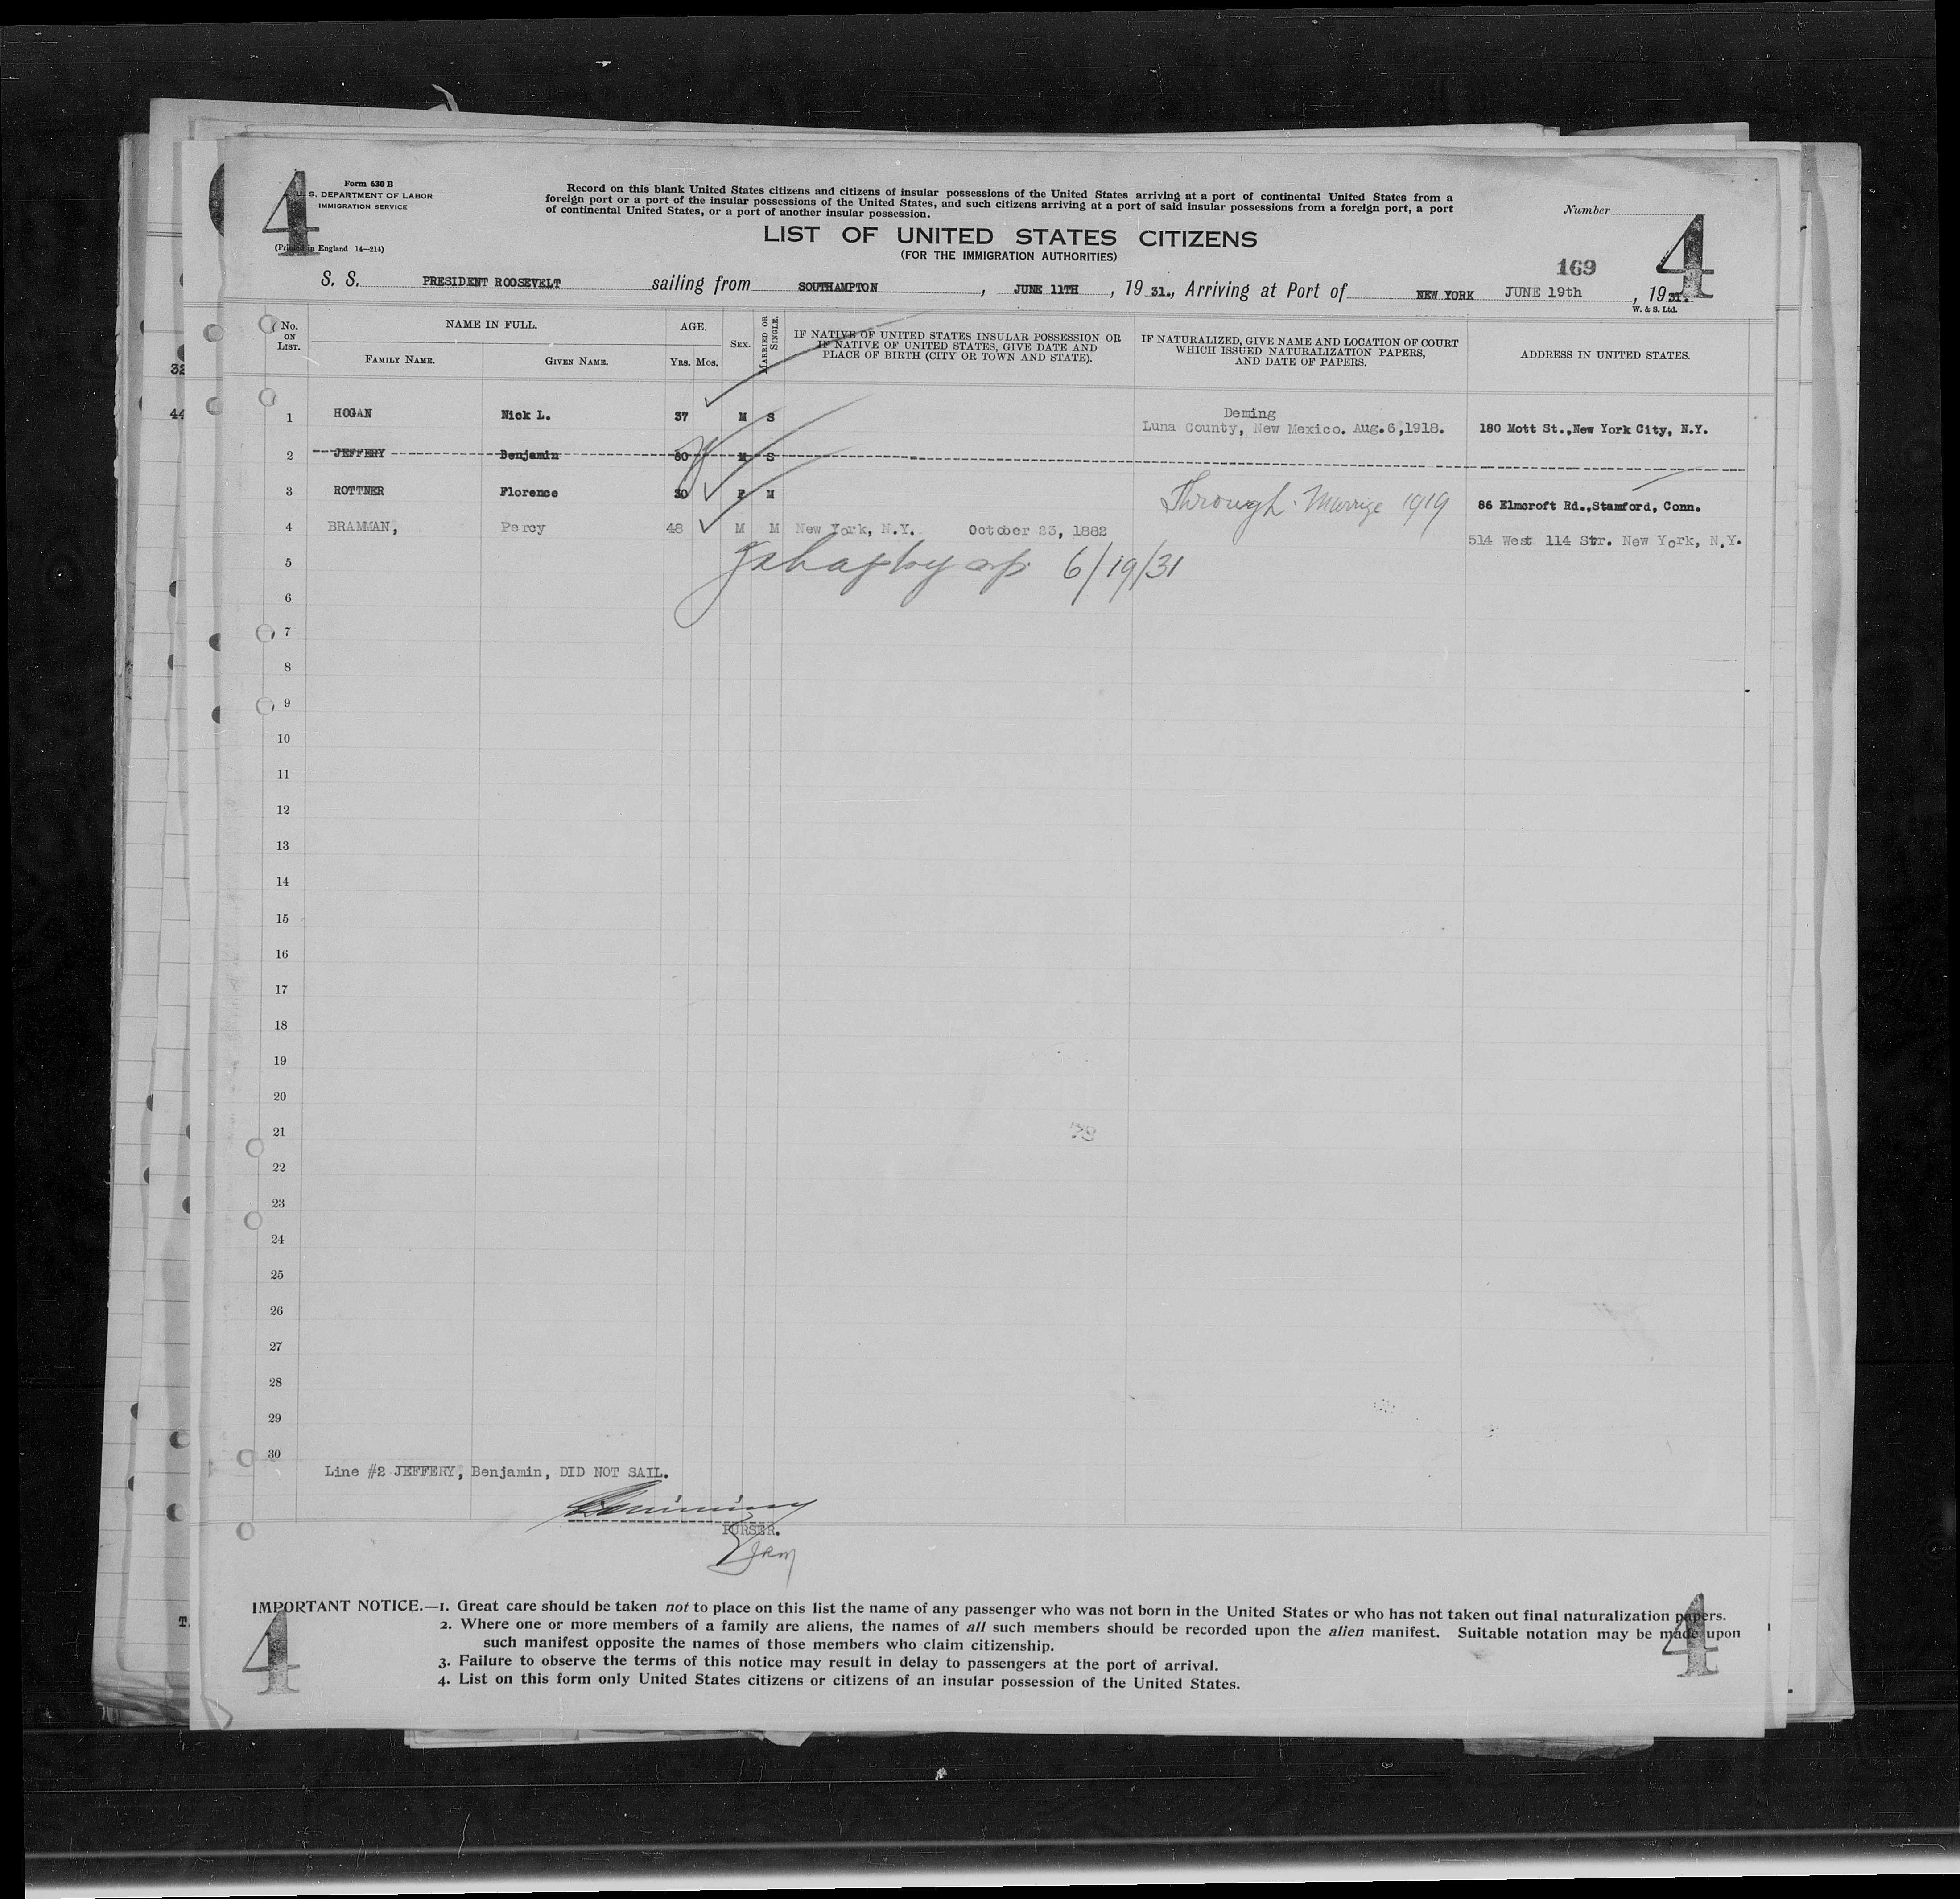 4
Form 630 B
U. S. DEPARTMENT OF LABOR
IMMIGRATION SERVICE
(Printed in England 14—214)
Record on this blank United States citizens and citizens of insular possessions of the United States arriving at a port of continental United States from a
foreign port or a port of the insular possessions of the United States, and such citizens arriving at a port of said insular possessions from a foreign port, a port
of continental United States, or a port of another insular possession.
Number
4
LIST OF UNITED STATES CITIZENS
(FOR THE IMMIGRATION AUTHORITIES)
169
S. S. PRESIDENT ROOSEVELT sailing from SOUTHAMPTON, JUNE 11TH, 19 31., Arriving at Port of NEW YORK JUNE 19th, 19 31.
W. & S. Ltd.
No. ON LIST.
NAME IN FULL.
FAMILY NAME. GIVEN NAME.
AGE.
Yrs. Mos.
SEX.
MARRIED OR SINGLE.
IF NATIVE OF UNITED STATES INSULAR POSSESSION OR
IF NATIVE OF UNITED STATES, GIVE DATE AND
PLACE OF BIRTH (CITY OR TOWN AND STATE).
IF NATURALIZED, GIVE NAME AND LOCATION OF COURT
WHICH ISSUED NATURALIZATION PAPERS,
AND DATE OF PAPERS.
ADDRESS IN UNITED STATES.
1 HOGAN Nick L. 37 M S Deming
Luna County, New Mexico. Aug.6,1918. 180 Mott St.,New York City, N.Y.
2 JEFFERY Benjamin 60 M S
3 ROTTNER Florence 30 F M Through Marrige 1919 86 Elmcroft Rd.,Stamford, Conn.
4 BRAMMAN, Percy 48 M M New York, N.Y. October 23, 1882 514 West 114 Str. New York, N.Y.
5 6/19/31
6
7
8
9
10
11
12
13
14
15
16
17
18
19
20
21
78
22
23
24
25
26
27
28
29
30
Line #2 JEFFERY, Benjamin, DID NOT SAIL.
PURSER.
IMPORTANT NOTICE.—1. Great care should be taken not to place on this list the name of any passenger who was not born in the United States or who has not taken out final naturalization papers.
2. Where one or more members of a family are aliens, the names of all such members should be recorded upon the alien manifest. Suitable notation may be made upon
such manifest opposite the names of those members who claim citizenship.
3. Failure to observe the terms of this notice may result in delay to passengers at the port of arrival.
4. List on this form only United States citizens or citizens of an insular possession of the United States.
4
4
32
44
T.